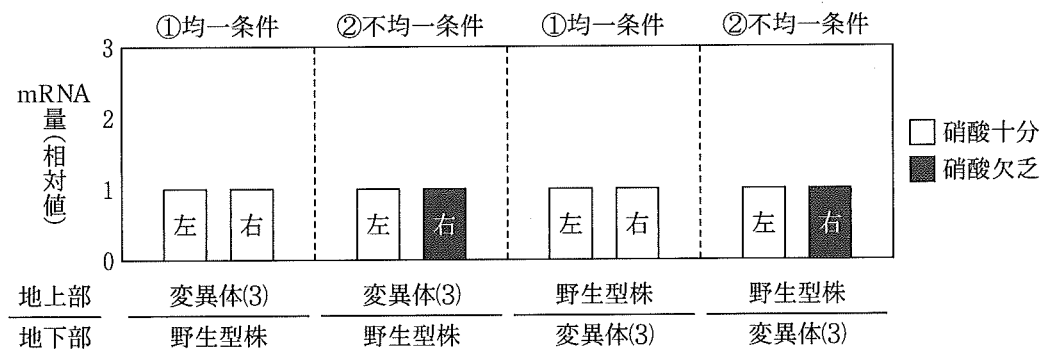 ①均一条件 ②不均一条件 ①均一条件 ②不均一条件
mRNA量(相対値)
3
2
1
0
左 右 左 右 左 右 左 右
硝酸十分
硝酸欠乏
地上部 変異体(3) 変異体(3) 野生型株 野生型株
地下部 野生型株 野生型株 変異体(3) 変異体(3)